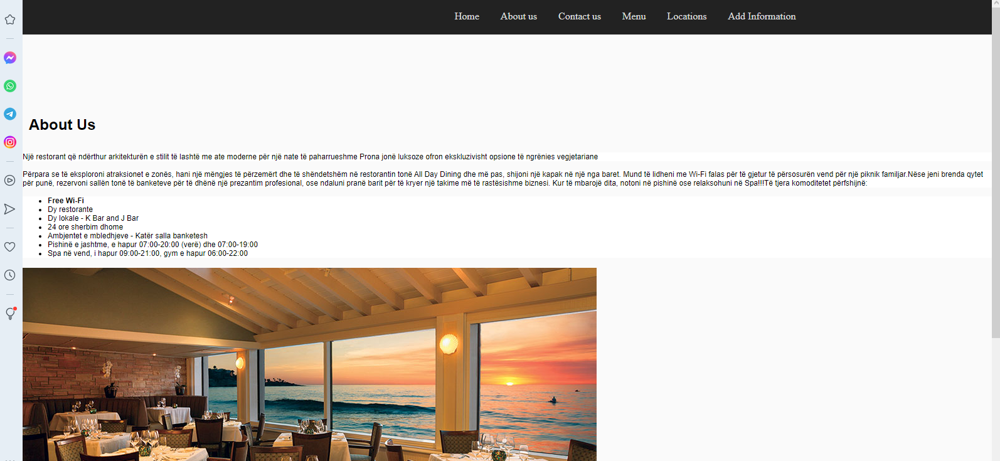 Home About us Contact us Menu Locations Add Information
About Us
Një restorant që ndërthur arkitekturën e stilit të lashtë me ate moderne për një nate të paharrueshme Prona jonë luksoze ofron ekskluzivisht opsione të ngrënies vegjetariane
Përpara se të eksploroni atraksionet e zonës, hani një mëngjes të përzemërt dhe të shëndetshëm në restorantin tonë All Day Dining dhe më pas, shijoni një kapak në një nga baret. Mund të lidheni me Wi-Fi falas për të gjetur të përsosurën vend për një piknik familjar.Nëse jeni brenda qytet
për punë, rezervoni sallën tonë të banketeve për të dhënë një prezantim profesional, ose ndaluni pranë barit për të kryer një takime më të rastësishme biznesi. Kur të mbarojë dita, notoni në pishinë ose relaksohuni në Spa!!!Të tjera komoditetet përfshijnë:
Free Wi-Fi
Dy restorante
Dy lokale - K Bar and J Bar
24 ore sherbim dhome
Ambjentet e mbledhjeve - Katër salla banketesh
Pishinë e jashtme, e hapur 07:00-20:00 (verë) dhe 07:00-19:00
Spa në vend, i hapur 09:00-21:00, gym e hapur 06:00-22:00